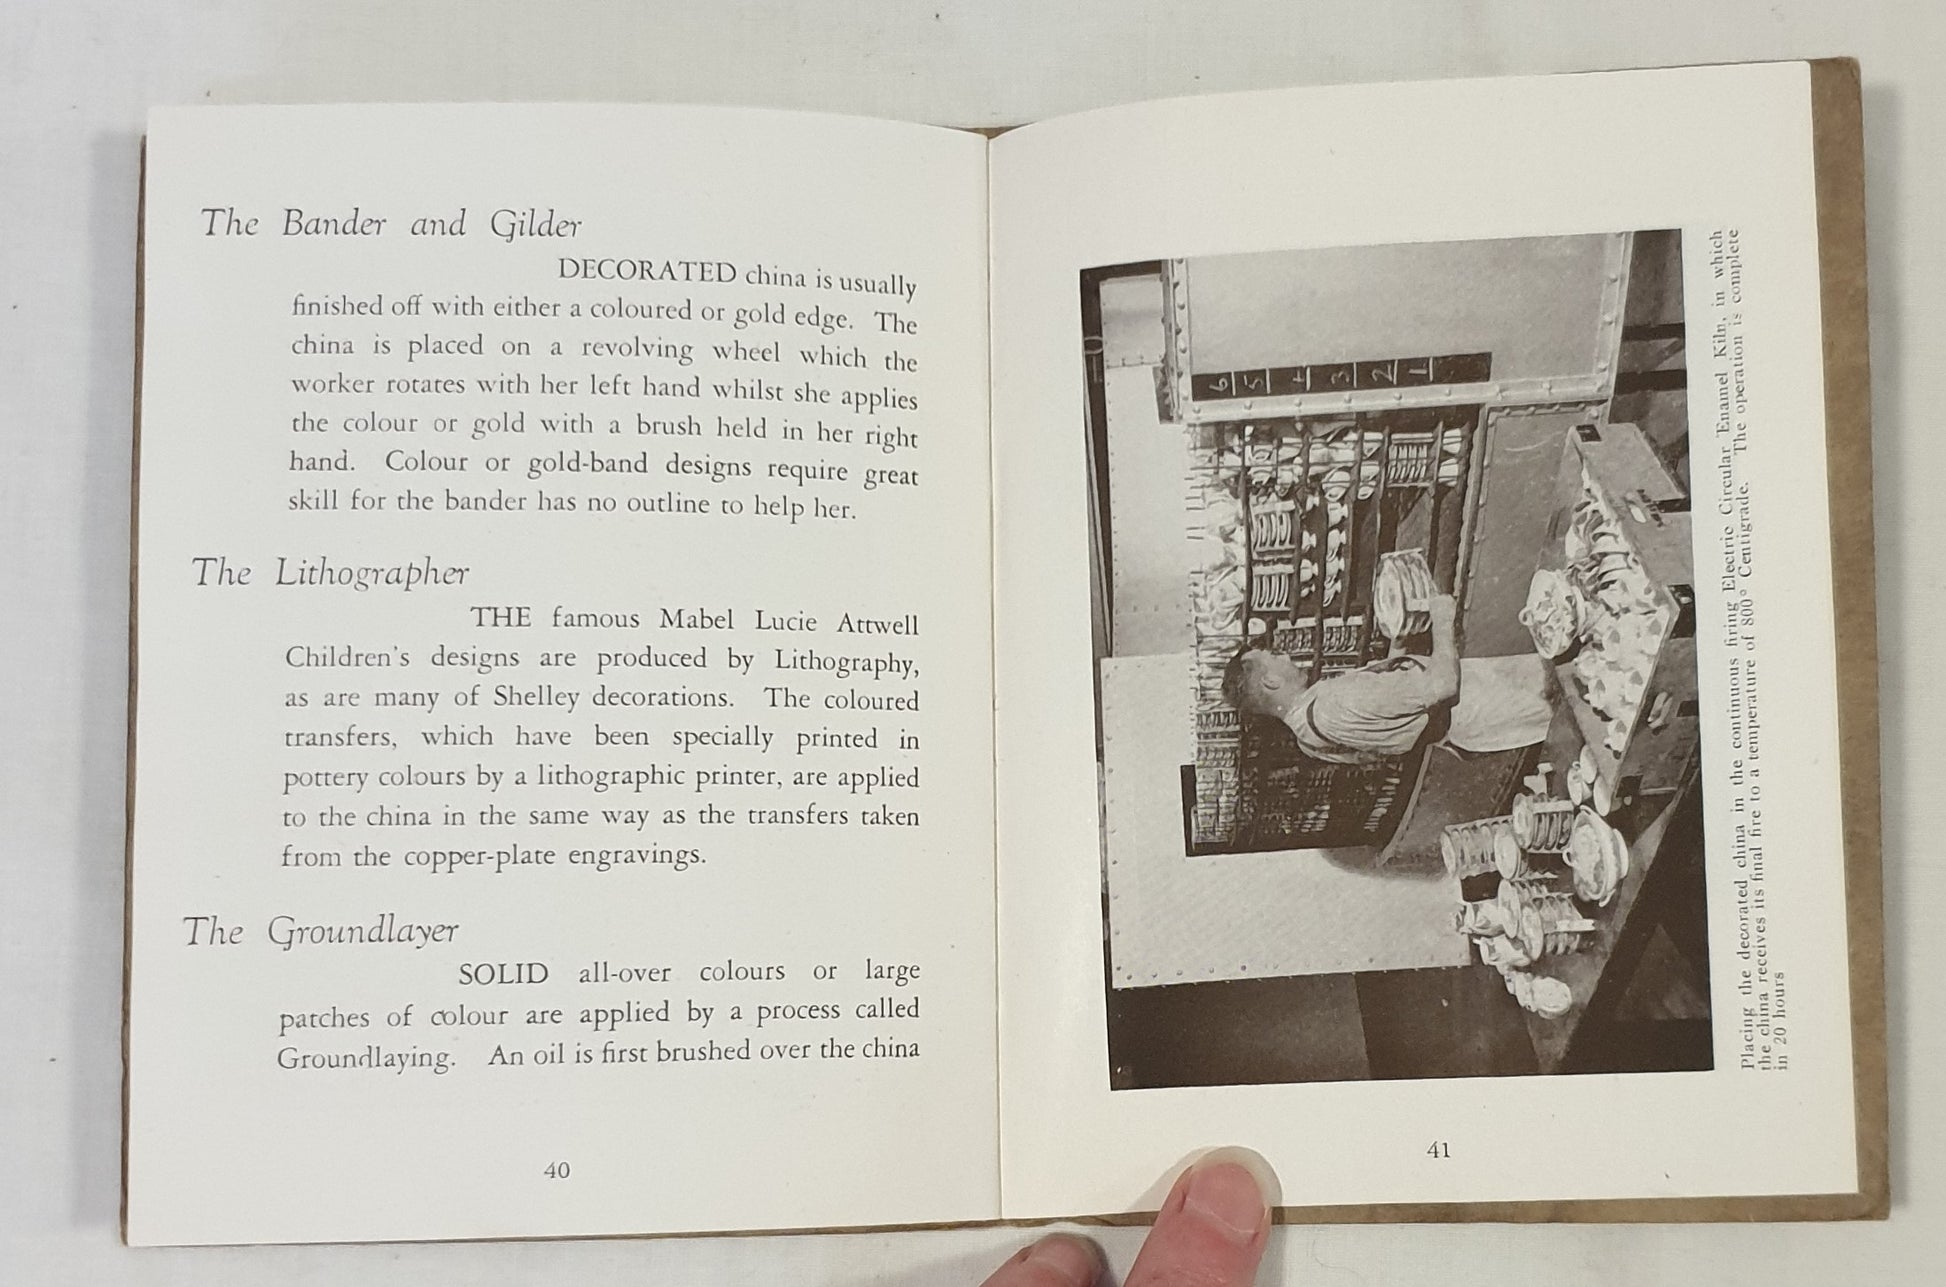 The Bander and Gilder
DECORATED china is usually
finished off with either a coloured or gold edge. The
china is placed on a revolving wheel which the
worker rotates with her left hand whilst she applies
the colour or gold with a brush held in her right
hand. Colour or gold-band designs require great
skill for the bander has no outline to help her.
The Lithographer
THE famous Mabel Lucie Attwell
Children's designs are produced by Lithography,
as are many of Shelley decorations. The coloured
transfers, which have been specially printed in
pottery colours by a lithographic printer, are applied
to the china in the same way as the transfers taken
from the copper-plate engravings.
The Groundlayer
SOLID all-over colours or large
patches of colour are applied by a process called
Groundlaying. An oil is first brushed over the china
40
6
5
4
3
2
1
Placing the decorated china in the continuous firing Electric Circular Enamel Kiln, in which
the china receives its final fire to a temperature of 800° Centigrade. The operation is complete
in 20 hours
41